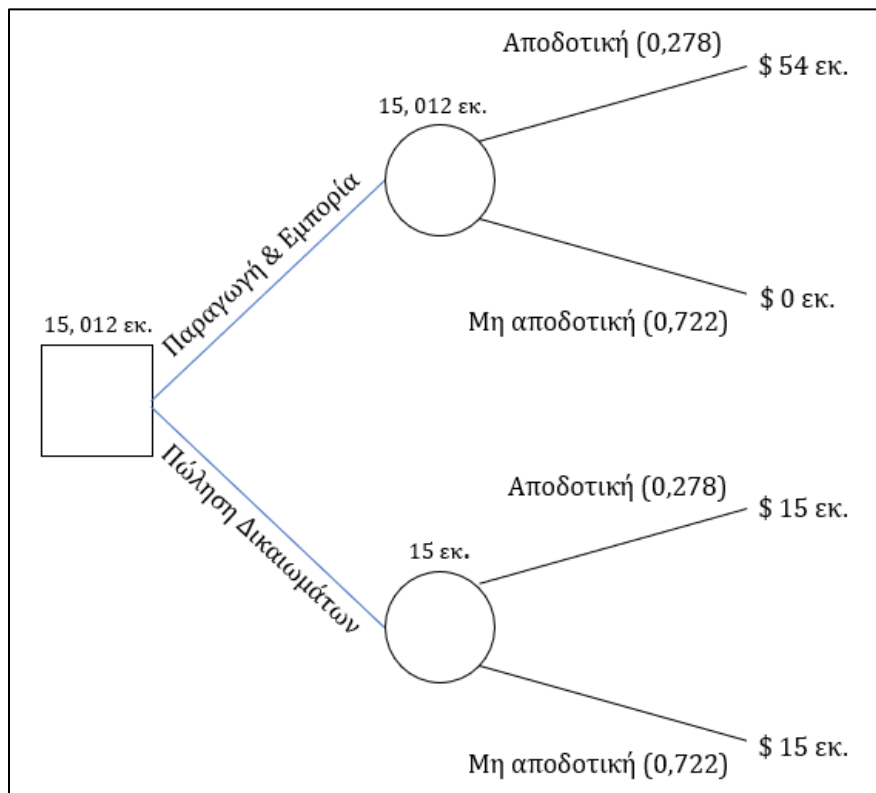 Αποδοτική (0,278)
$ 54 εκ.
15, 012 εκ.
Παραγωγή & Εμπορία
$ 0 εκ.
Μη αποδοτική (0,722)
15, 012 εκ.
Πώληση Δικαιωμάτων
Αποδοτική (0,278)
$ 15 εκ.
15 εκ.
$ 15 εκ.
Μη αποδοτική (0,722)